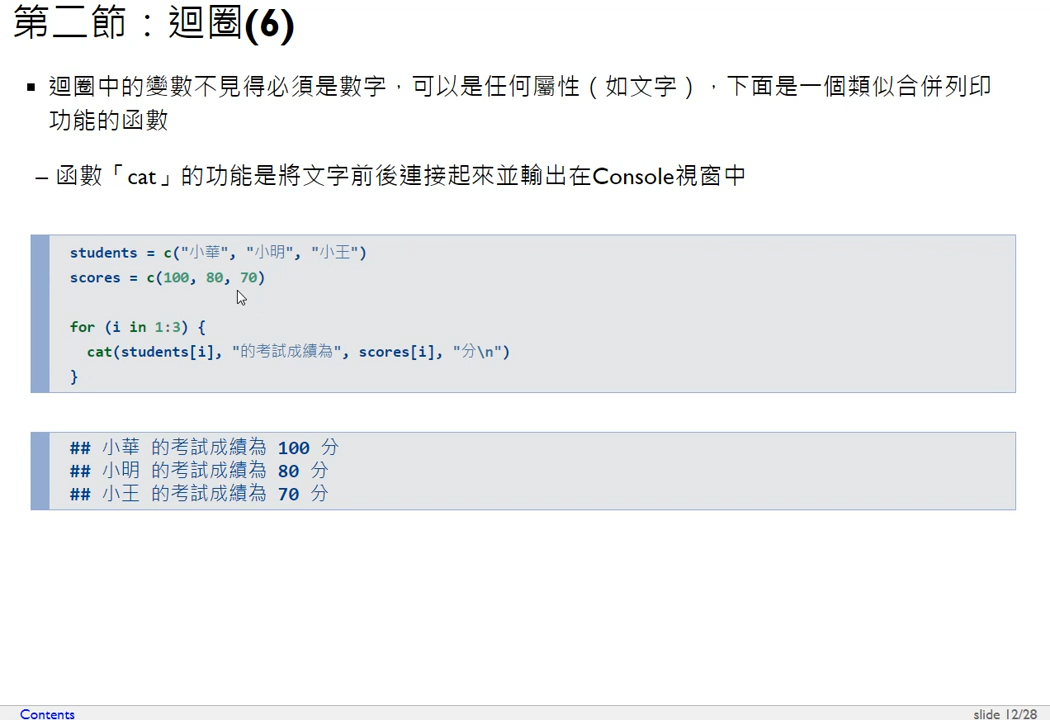 第二節：迴圈(6)
▪ 迴圈中的變數不見得必須是數字，可以是任何屬性（如文字），下面是一個類似合併列印
功能的函數
– 函數「cat」的功能是將文字前後連接起來並輸出在Console視窗中
students = c("小華", "小明", "小王")
scores = c(100, 80, 70)
for (i in 1:3) {
  cat(students[i], "的考試成績為", scores[i], "分\n")
}
## 小華 的考試成績為 100 分
## 小明 的考試成績為 80 分
## 小王 的考試成績為 70 分
Contents
slide 12/28